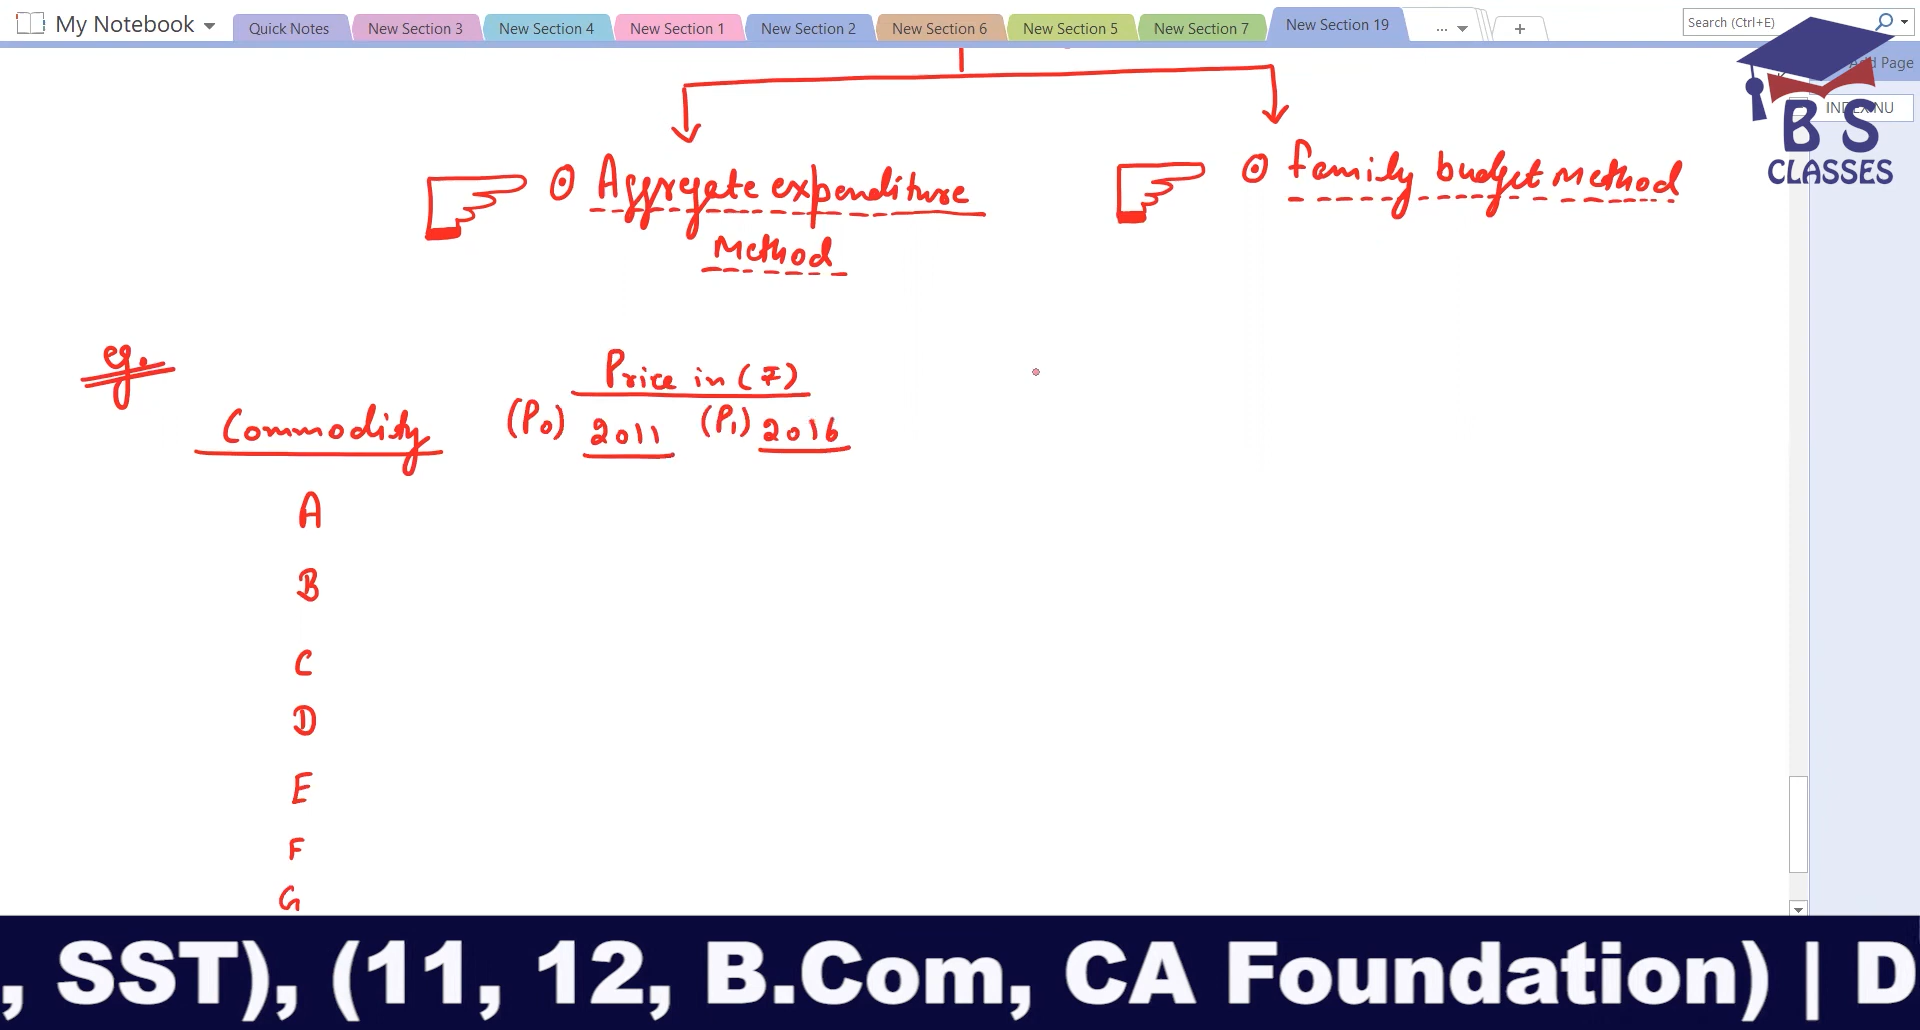 My Notebook
Quick Notes New Section 3 New Section 4 New Section 1 New Section 2 New Section 6 New Section 5 New Section 7 New Section 19 ... +
Search (Ctrl+E)
Page
INDEX NU
B S
CLASSES
Aggregate expenditure
Method
Family budget Method
eg.
Price in (₹)
Commodity (P₀) 2011 (P₁) 2016
A
B
C
D
E
F
G
, SST), (11, 12, B.Com, CA Foundation) | D